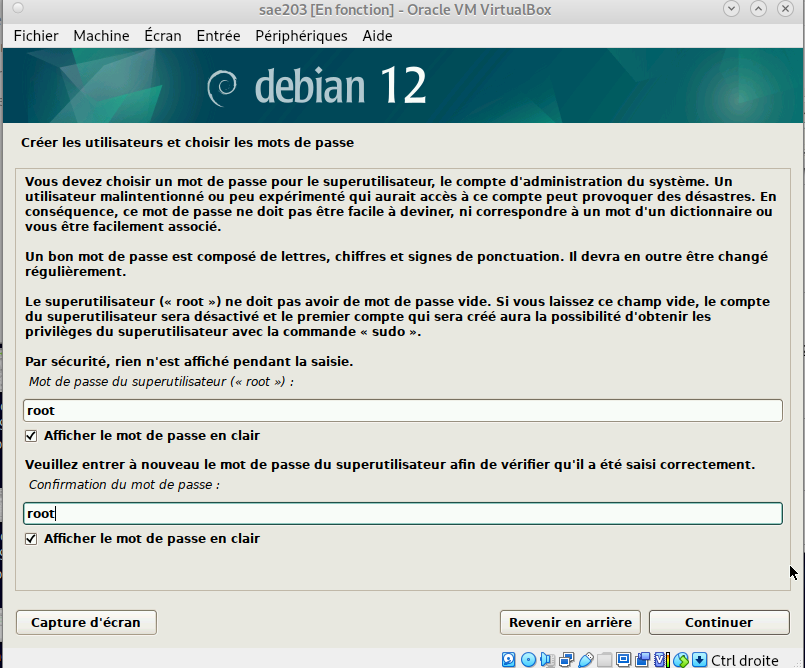 sae203 [En fonction] - Oracle VM VirtualBox
Fichier Machine Écran Entrée Périphériques Aide
debian 12
Créer les utilisateurs et choisir les mots de passe
Vous devez choisir un mot de passe pour le superutilisateur, le compte d'administration du système. Un
utilisateur malintentionné ou peu expérimenté qui aurait accès à ce compte peut provoquer des désastres. En
conséquence, ce mot de passe ne doit pas être facile à deviner, ni correspondre à un mot d'un dictionnaire ou
vous être facilement associé.
Un bon mot de passe est composé de lettres, chiffres et signes de ponctuation. Il devra en outre être changé
régulièrement.
Le superutilisateur (« root ») ne doit pas avoir de mot de passe vide. Si vous laissez ce champ vide, le compte
du superutilisateur sera désactivé et le premier compte qui sera créé aura la possibilité d'obtenir les
privilèges du superutilisateur avec la commande « sudo ».
Par sécurité, rien n'est affiché pendant la saisie.
Mot de passe du superutilisateur (« root ») :
root
Afficher le mot de passe en clair
Veuillez entrer à nouveau le mot de passe du superutilisateur afin de vérifier qu'il a été saisi correctement.
Confirmation du mot de passe :
root
Afficher le mot de passe en clair
Capture d'écran Revenir en arrière Continuer
Ctrl droite